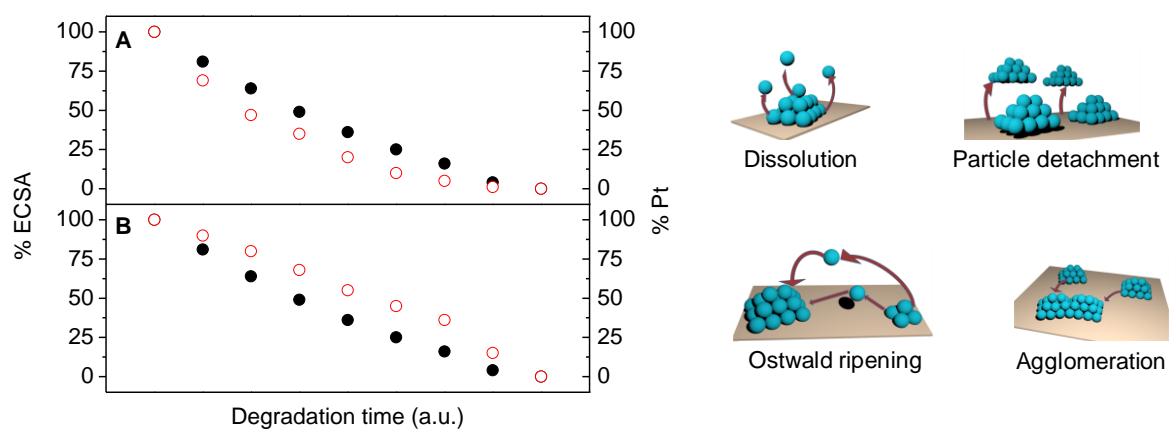 A
100
75
50
25
0
100
75
50
25
0
B
100
75
50
25
0
100
75
50
25
0
% ECSA
% Pt
Degradation time (a.u.)
Dissolution
Particle detachment
Ostwald ripening
Agglomeration